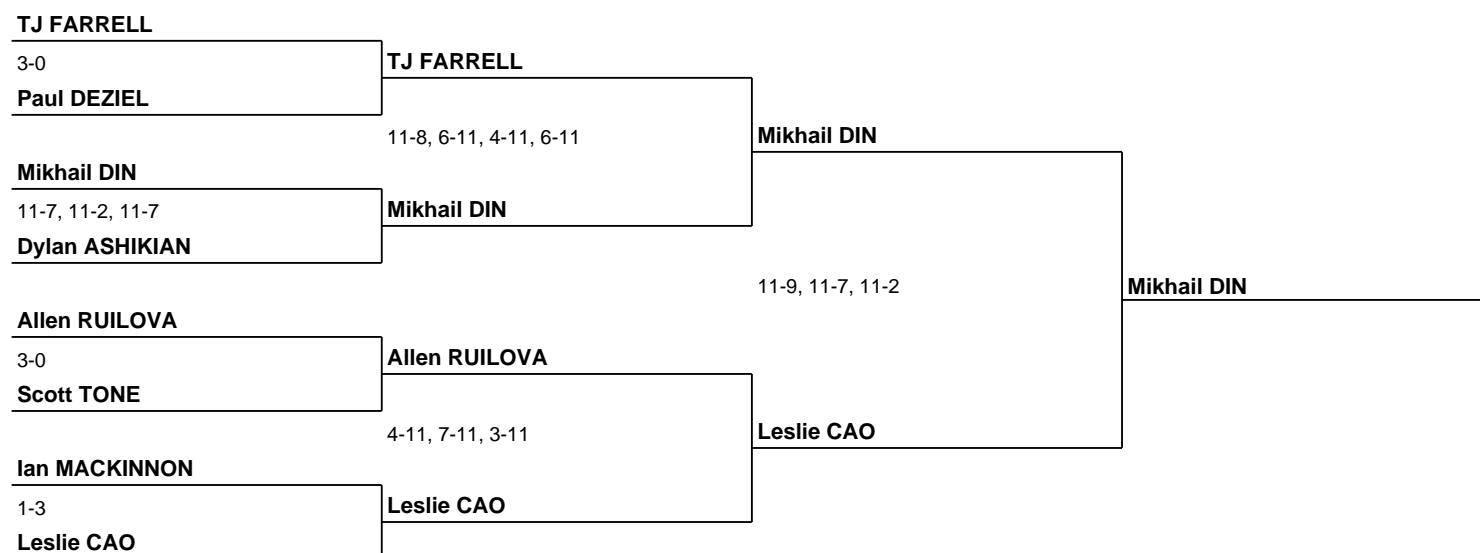 TJ FARRELL
3-0
Paul DEZIEL
Mikhail DIN
11-7, 11-2, 11-7
Dylan ASHIKIAN
Allen RUILOVA
3-0
Scott TONE
Ian MACKINNON
1-3
Leslie CAO
TJ FARRELL
11-8, 6-11, 4-11, 6-11
Mikhail DIN
Allen RUILOVA
4-11, 7-11, 3-11
Leslie CAO
Mikhail DIN
11-9, 11-7, 11-2
Leslie CAO
Mikhail DIN